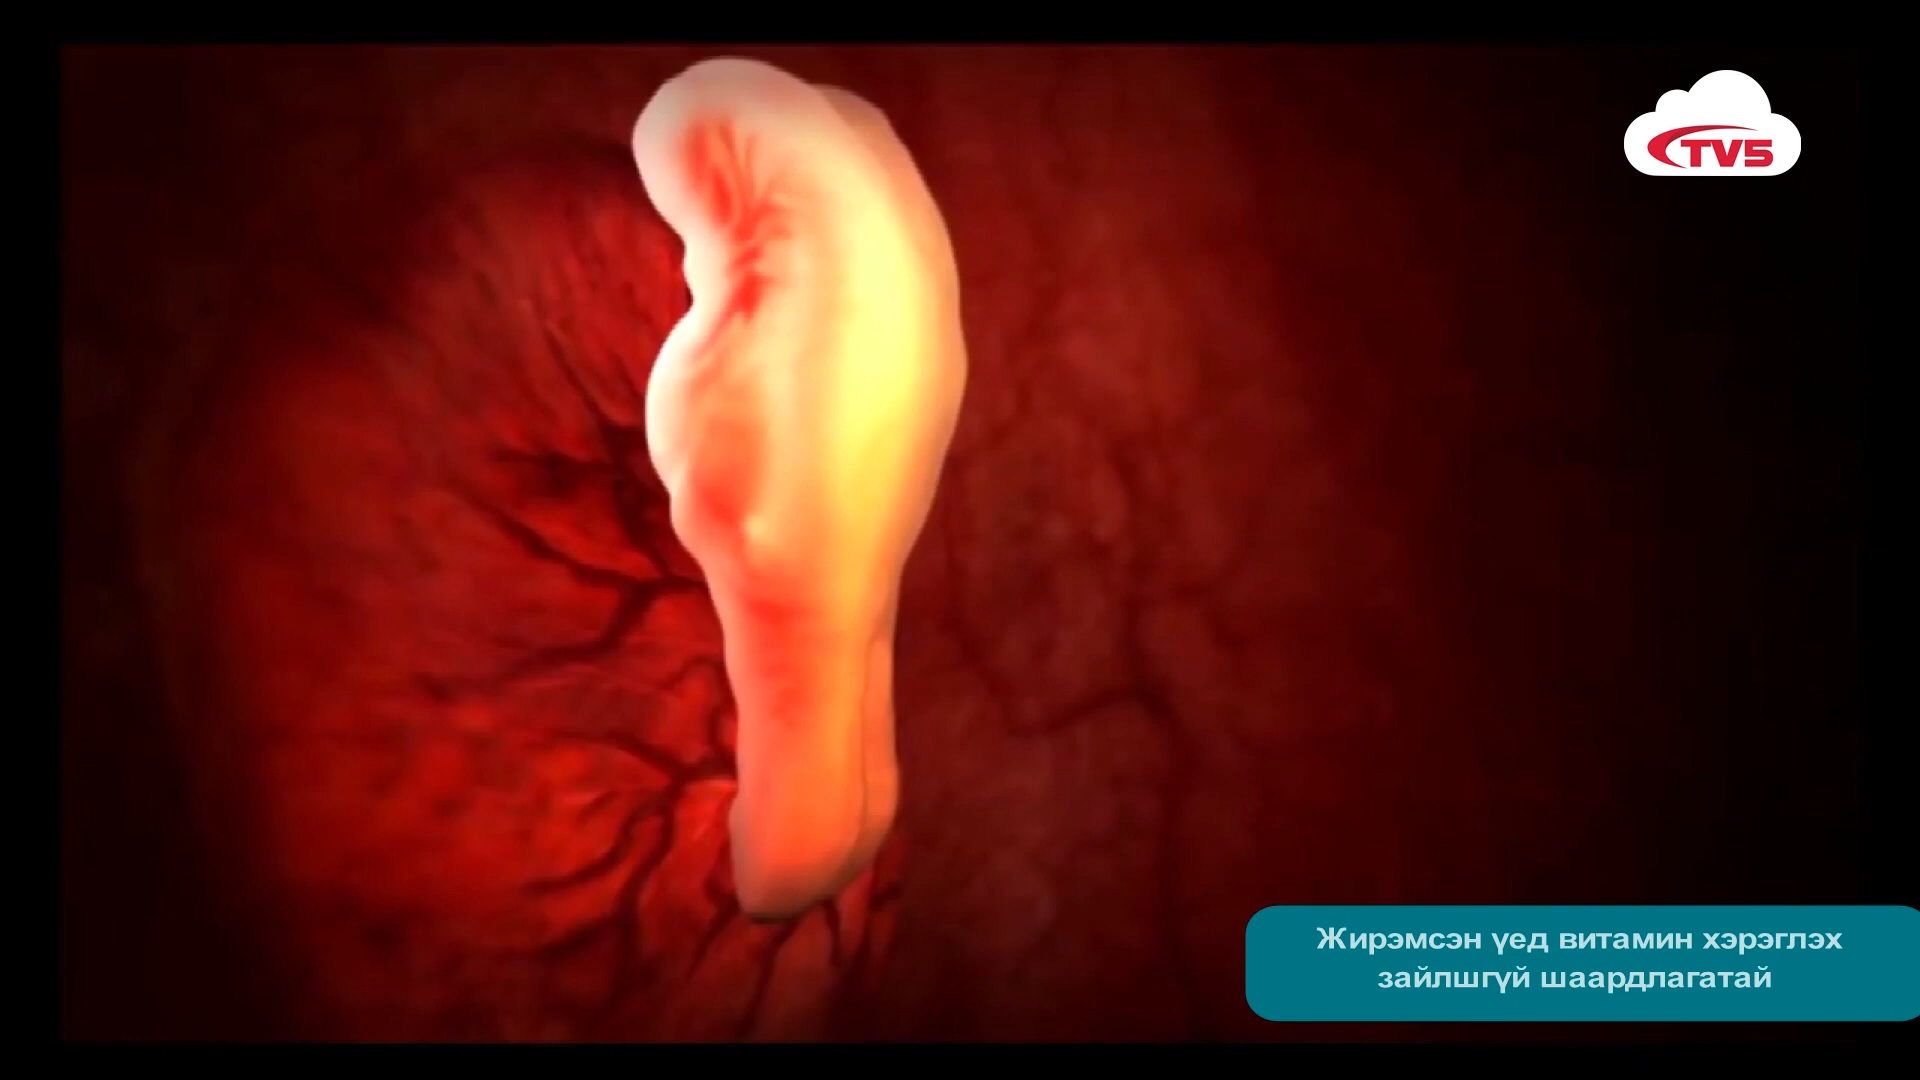 TV5
Жирэмсэн үед витамин хэрэглэх
зайлшгүй шаардлагатай